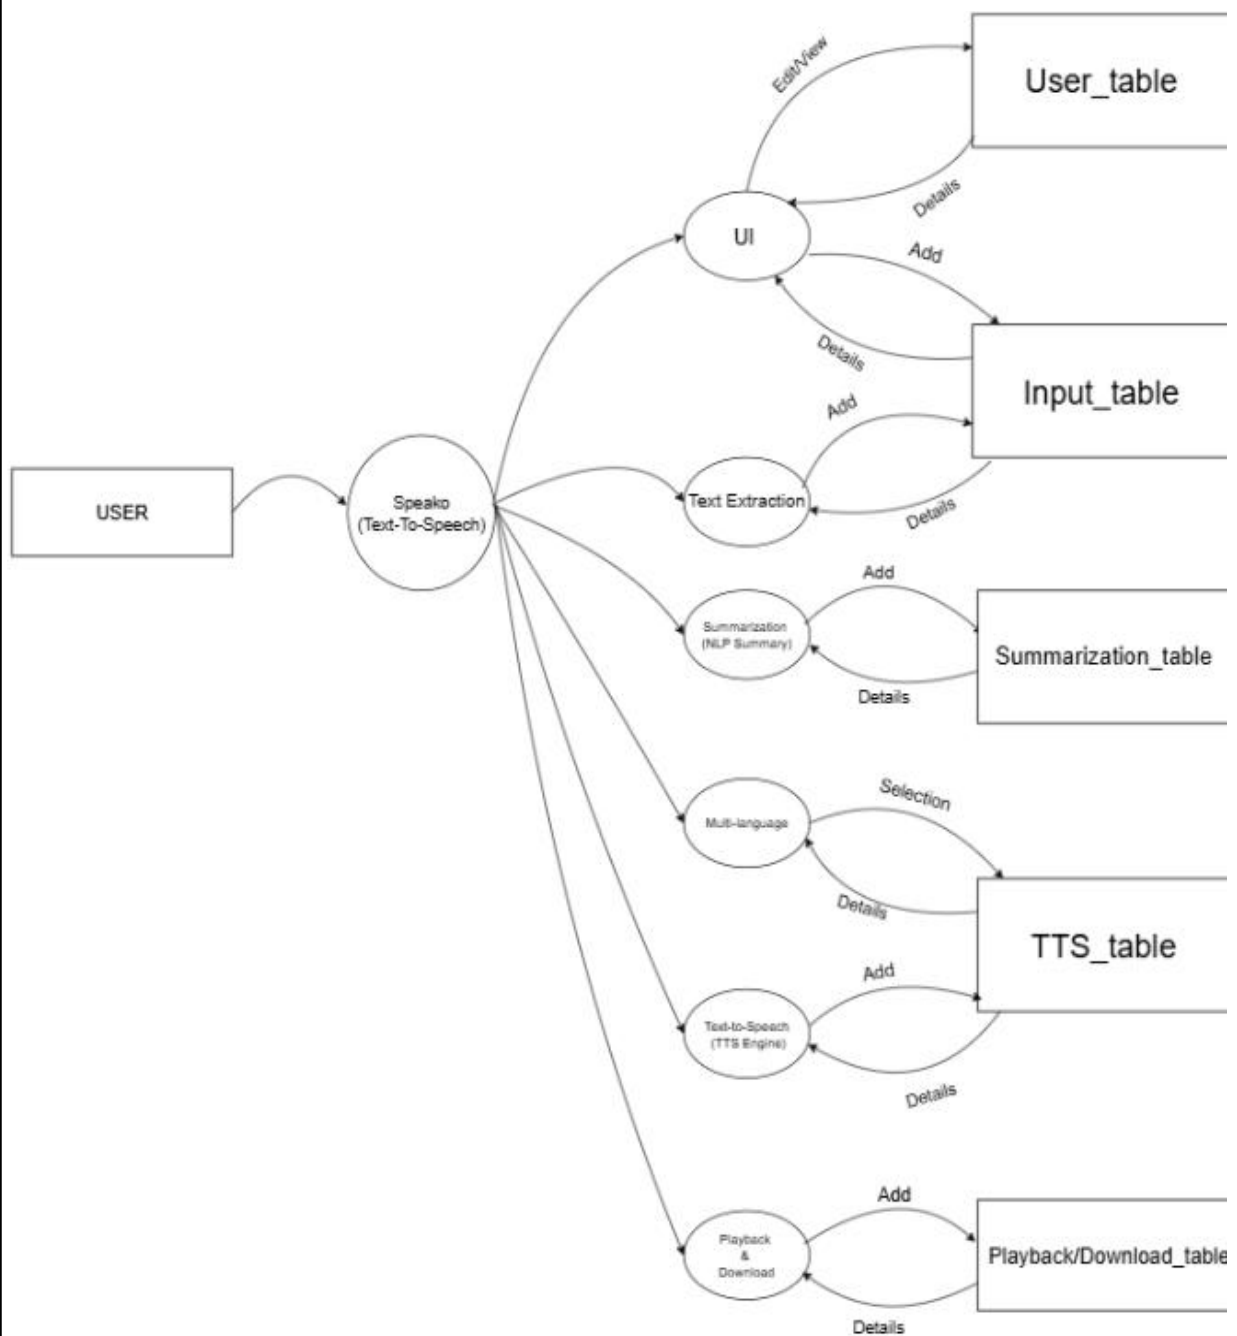 Edit/View
User_table
Details
UI
Add
Details
Input_table
Add
USER
Speako
(Text-To-Speech)
Text Extraction
Details
Add
Summarization
(NLP Summary)
Summarization_table
Details
Selection
Multi-language
Details
TTS_table
Add
Text-to-Speech
(TTS Engine)
Details
Add
Playback
&
Download
Playback/Download_table
Details